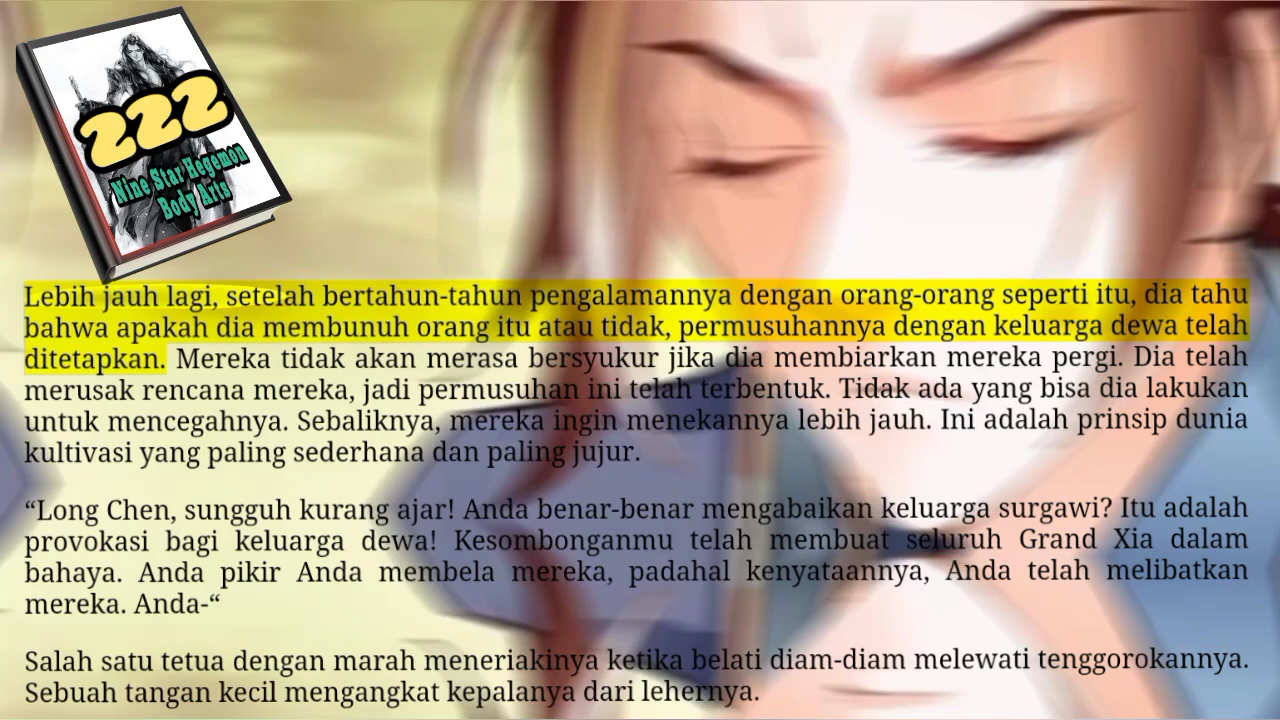 222
Nine Star Hegemon
Body Arts
Lebih jauh lagi, setelah bertahun-tahun pengalamannya dengan orang-orang seperti itu, dia tahu
bahwa apakah dia membunuh orang itu atau tidak, permusuhannya dengan keluarga dewa telah
ditetapkan. Mereka tidak akan merasa bersyukur jika dia membiarkan mereka pergi. Dia telah
merusak rencana mereka, jadi permusuhan ini telah terbentuk. Tidak ada yang bisa dia lakukan
untuk mencegahnya. Sebaliknya, mereka ingin menekannya lebih jauh. Ini adalah prinsip dunia
kultivasi yang paling sederhana dan paling jujur.
“Long Chen, sungguh kurang ajar! Anda benar-benar mengabaikan keluarga surgawi? Itu adalah
provokasi bagi keluarga dewa! Kesombonganmu telah membuat seluruh Grand Xia dalam
bahaya. Anda pikir Anda membela mereka, padahal kenyataannya, Anda telah melibatkan
mereka. Anda-“
Salah satu tetua dengan marah meneriakinya ketika belati diam-diam melewati tenggorokannya.
Sebuah tangan kecil mengangkat kepalanya dari lehernya.